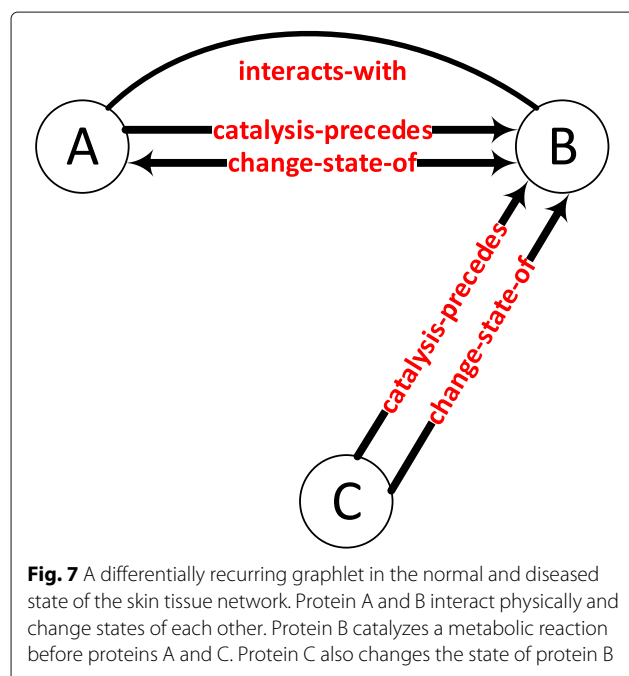 interacts-with
A
catalysis-precedes
B
change-state-of
catalysis-precedes
change-state-of
C
Fig. 7 A differentially recurring graphlet in the normal and diseased
state of the skin tissue network. Protein A and B interact physically and
change states of each other. Protein B catalyzes a metabolic reaction
before proteins A and C. Protein C also changes the state of protein B